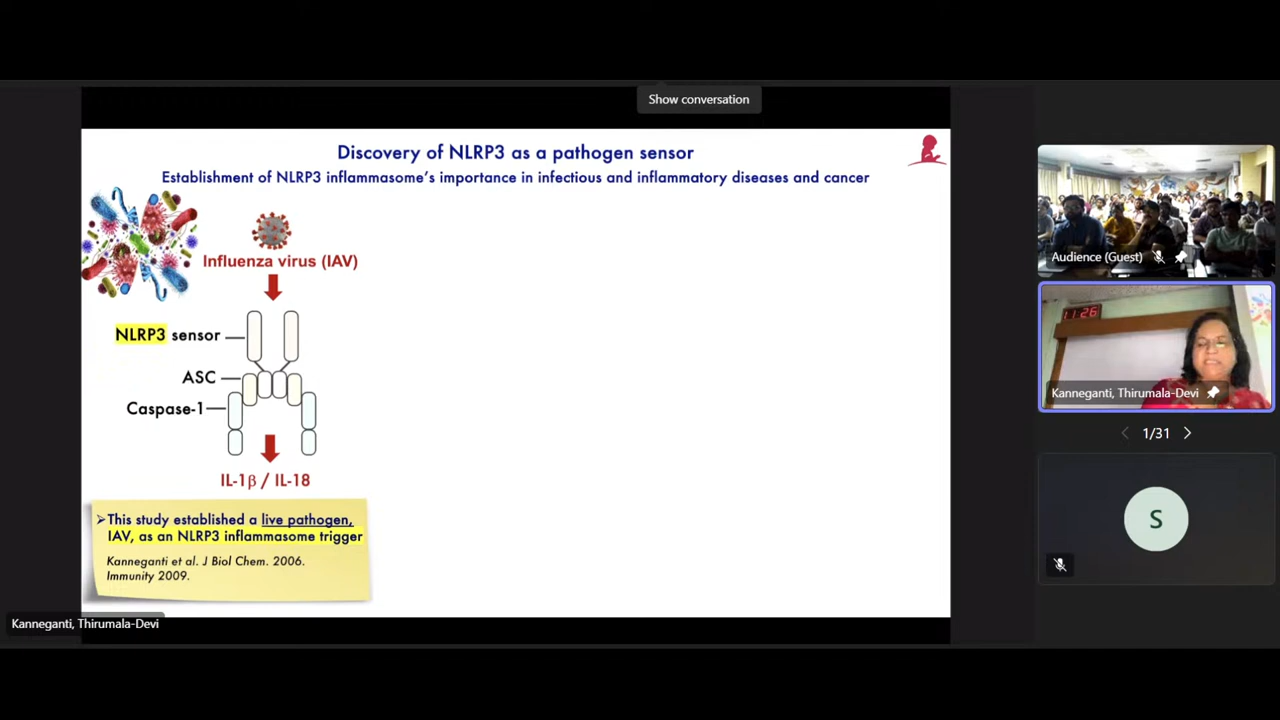 Show conversation
Discovery of NLRP3 as a pathogen sensor
Establishment of NLRP3 inflammasome's importance in infectious and inflammatory diseases and cancer
Influenza virus (IAV)
NLRP3 sensor
ASC
Caspase-1
IL-1β / IL-18
➢This study established a live pathogen,
IAV, as an NLRP3 inflammasome trigger
Kanneganti et al. J Biol Chem. 2006.
Immunity 2009.
Kanneganti, Thirumala-Devi
Audience (Guest)
11:26
Kanneganti, Thirumala-Devi
1/31
S